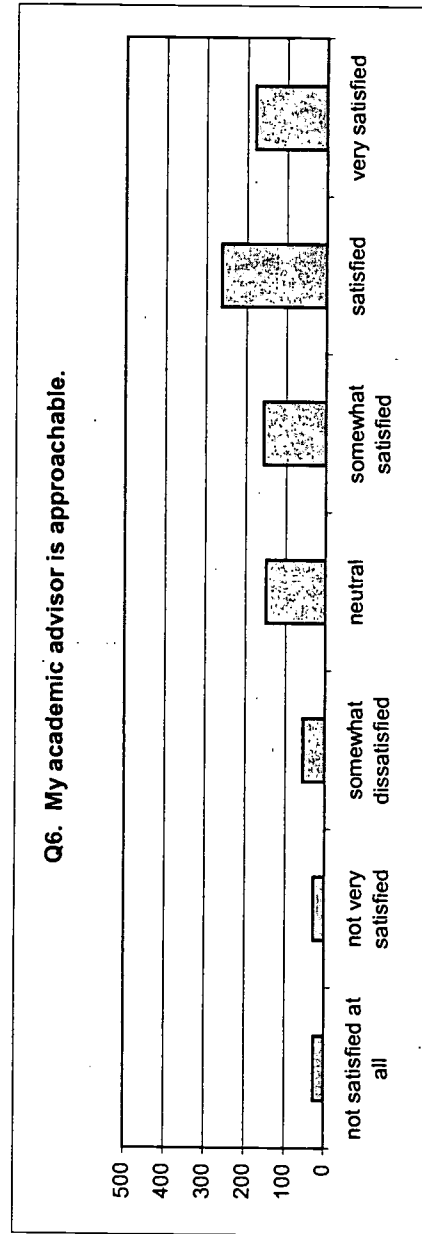 Q6. My academic advisor is approachable.
500
400
300
200
100
0
not satisfied at
all
not very
satisfied
somewhat
dissatisfied
neutral
somewhat
satisfied
satisfied
very satisfied